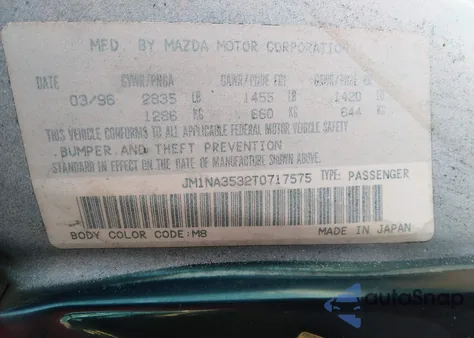 MFD. BY MAZDA MOTOR CORPORATION
DATE GVWR/PNBA GAWR/PNBE FRT GAWR/PNBE
03/96 2835 LB 1455 LB 1420 LB
1286 KG 660 KG 644 KG
THIS VEHICLE CONFORMS TO ALL APPLICABLE FEDERAL MOTOR VEHICLE SAFETY
BUMPER AND THEFT PREVENTION
STANDARD IN EFFECT ON THE DATE OF MANUFACTURE SHOWN ABOVE.
JM1NA3532T0717575 TYPE: PASSENGER
BODY COLOR CODE:M8 MADE IN JAPAN
autoSnap